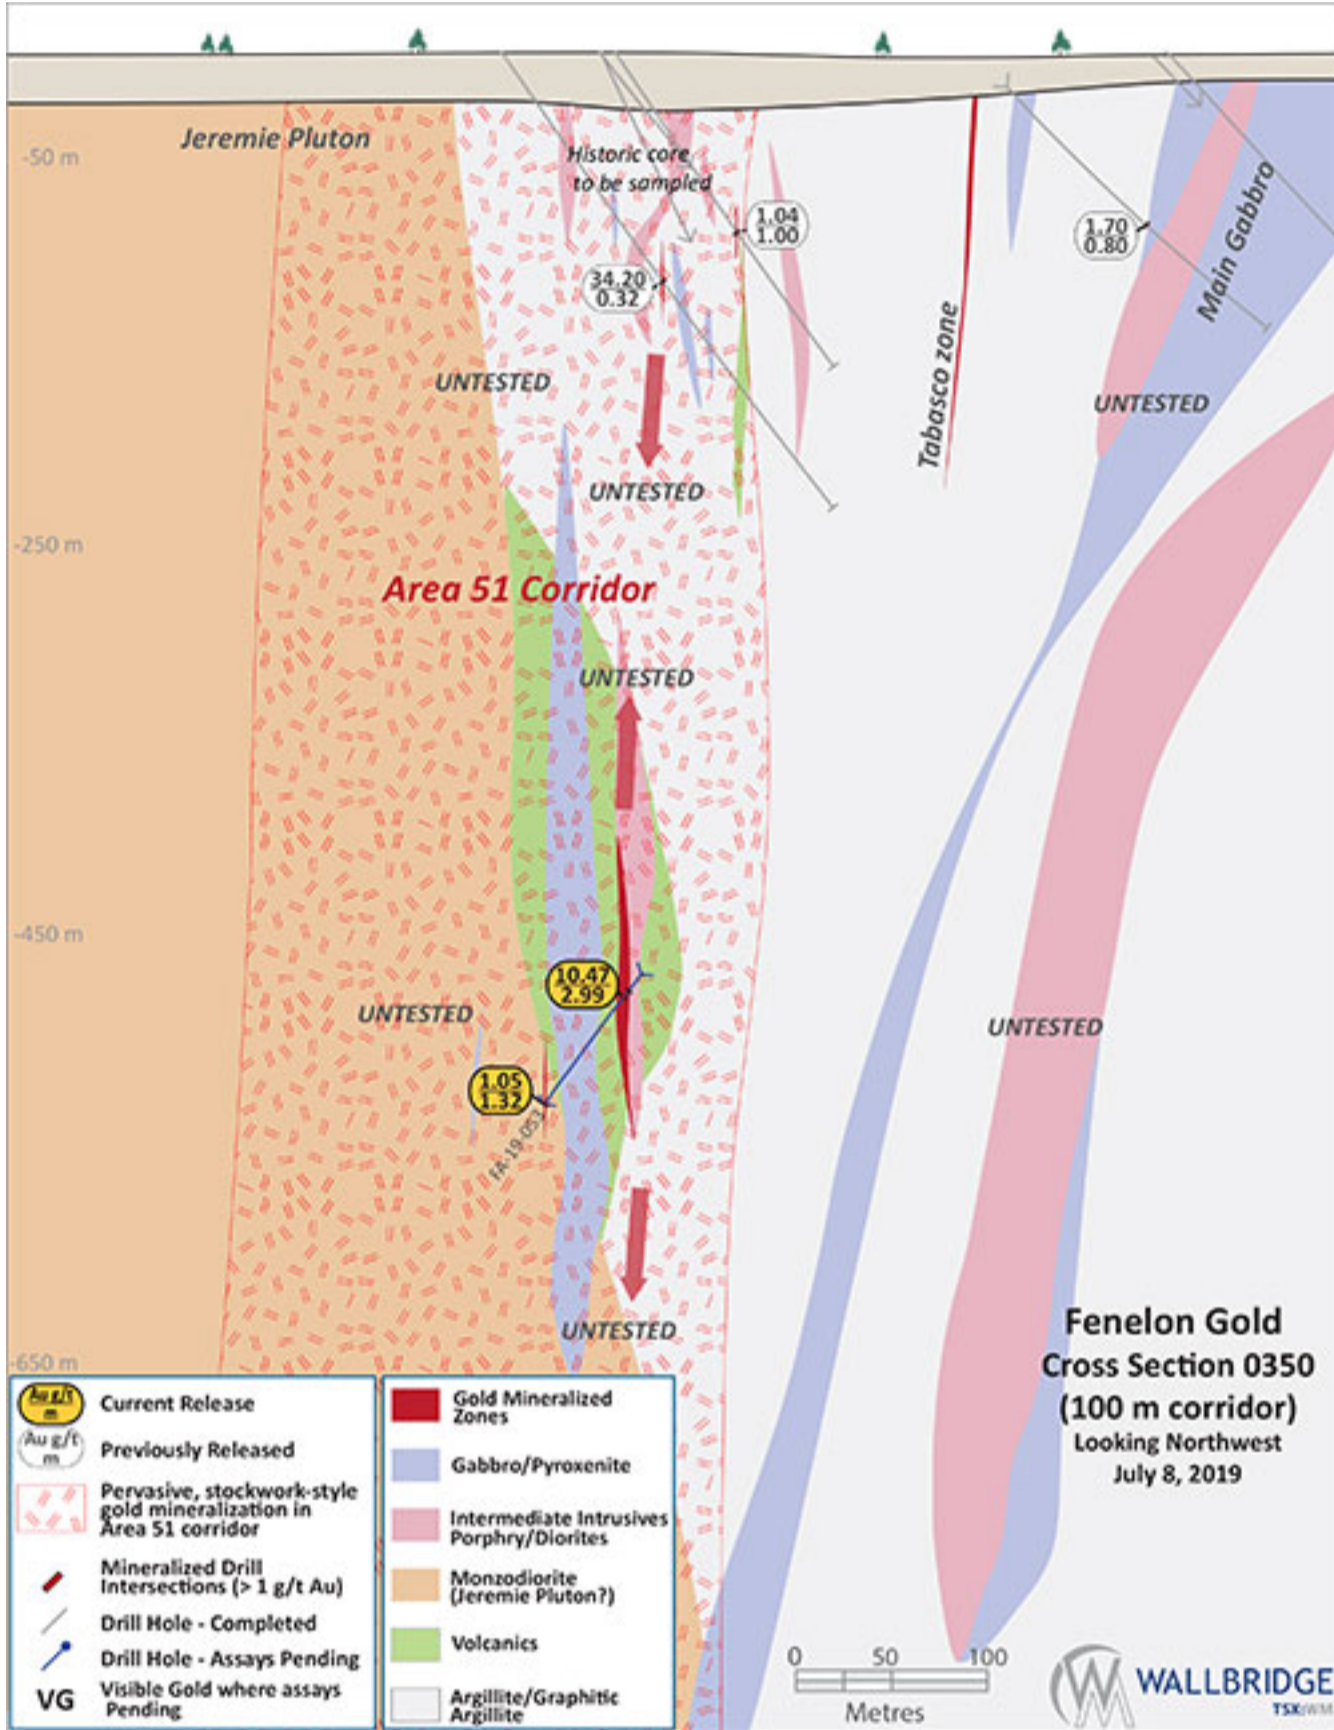 Jeremie Pluton
-50 m
Historic core
to be sampled
1.04
1.00
34.20
0.32
1.70
0.80
Main Gabbro
Tabasco zone
UNTESTED
UNTESTED
UNTESTED
-250 m
Area 51 Corridor
UNTESTED
-450 m
10.47
2.99
UNTESTED
UNTESTED
1.05
1.32
FA-19-053
UNTESTED
-650 m
Fenelon Gold
Cross Section 0350
(100 m corridor)
Looking Northwest
July 8, 2019
Au g/t
m
Current Release
Au g/t
m
Previously Released
Pervasive, stockwork-style
gold mineralization in
Area 51 corridor
Mineralized Drill
Intersections (> 1 g/t Au)
Drill Hole - Completed
Drill Hole - Assays Pending
VG
Visible Gold where assays
Pending
Gold Mineralized
Zones
Gabbro/Pyroxenite
Intermediate Intrusives
Porphry/Diorites
Monzodiorite
(Jeremie Pluton?)
Volcanics
Argillite/Graphitic
Argillite
0 50 100
Metres
WALLBRIDGE
TSX:WM